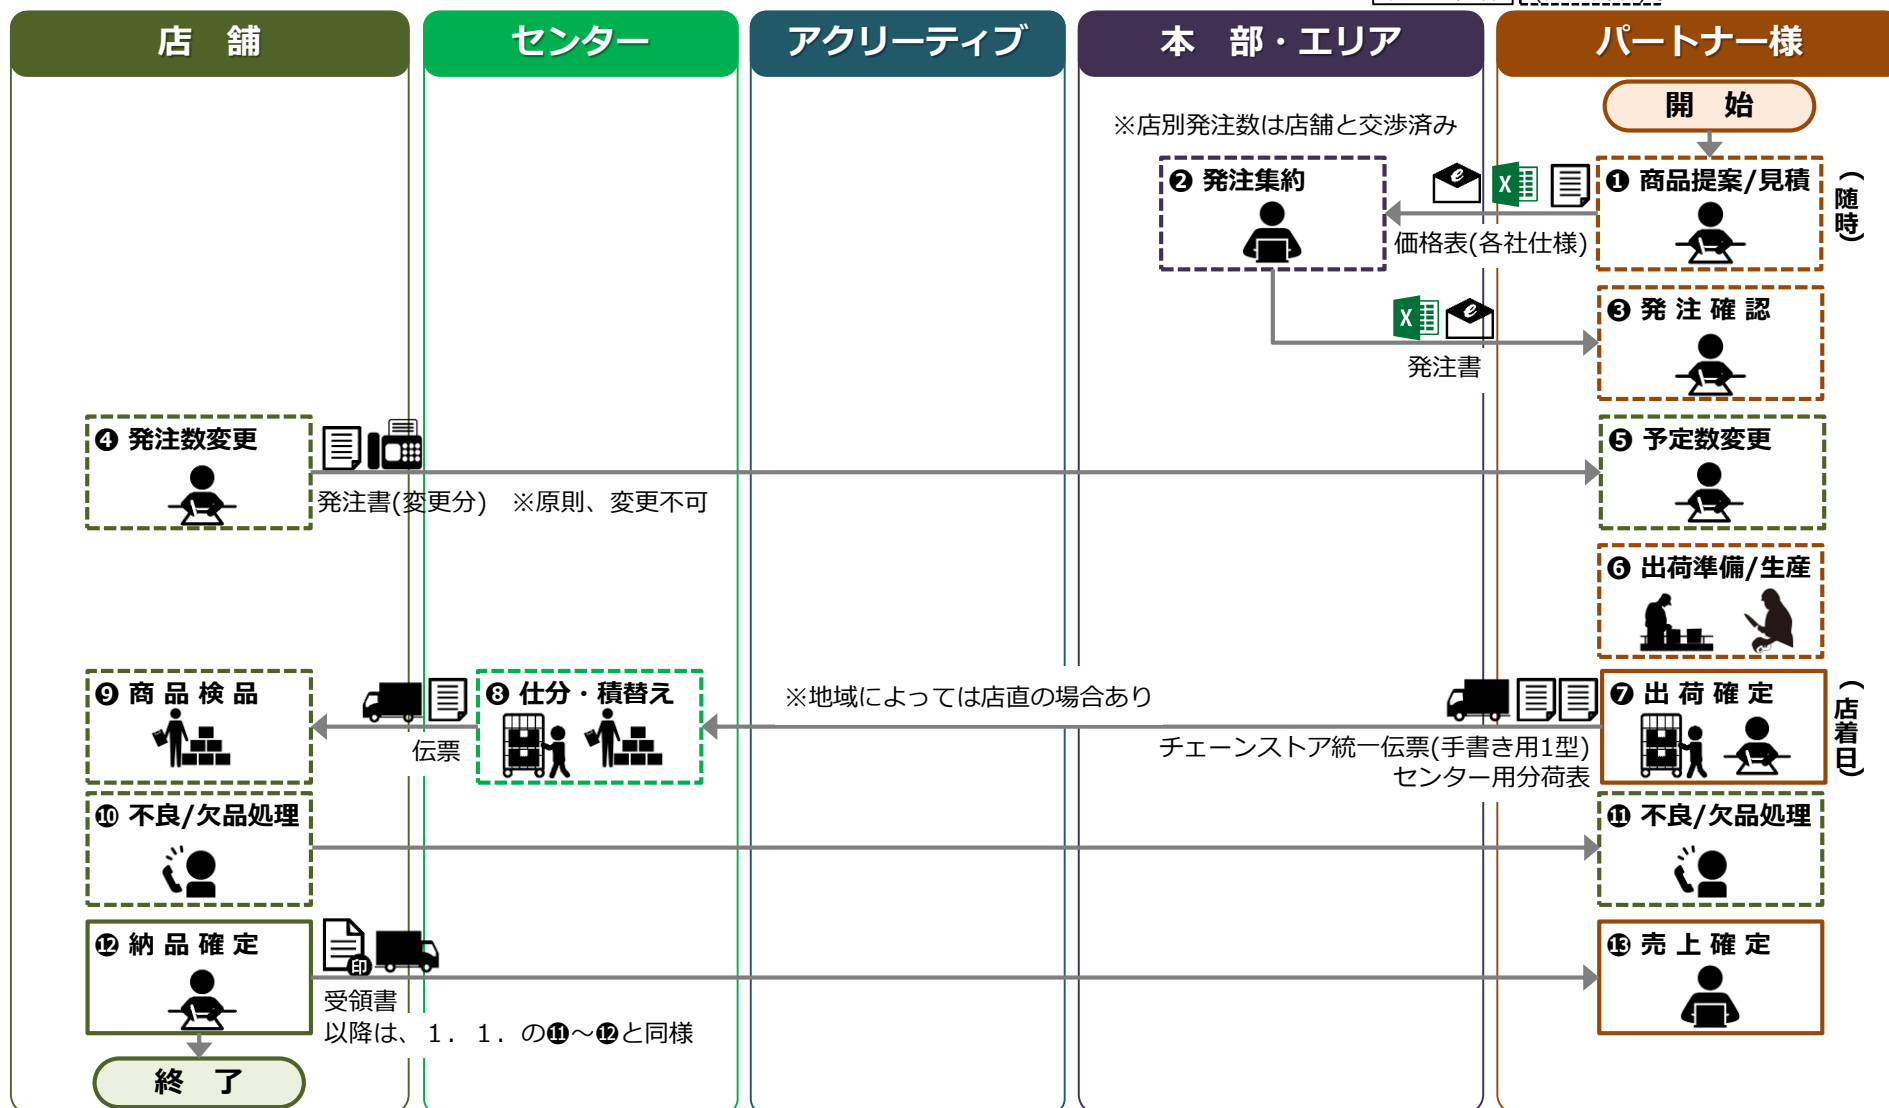 店　舗
センター
アクリーティブ
本　部・エリア
パートナー様
開　始
※店別発注数は店舗と交渉済み
❷ 発注集約
❶ 商品提案/見積
(随時)
価格表(各社仕様)
❸ 発 注 確 認
発注書
❹ 発注数変更
❺ 予定数変更
発注書(変更分)　※原則、変更不可
❻ 出荷準備/生産
❾ 商 品 検 品
❽ 仕分・積替え
※地域によっては店直の場合あり
❼ 出 荷 確 定
(店着日)
伝票
チェーンストア統一伝票(手書き用1型)
センター用分荷表
❿ 不良/欠品処理
⓫ 不良/欠品処理
⓬ 納 品 確 定
印
⓭ 売 上 確 定
受領書
以降は、１．１．の⓫～⓬と同様
終　了